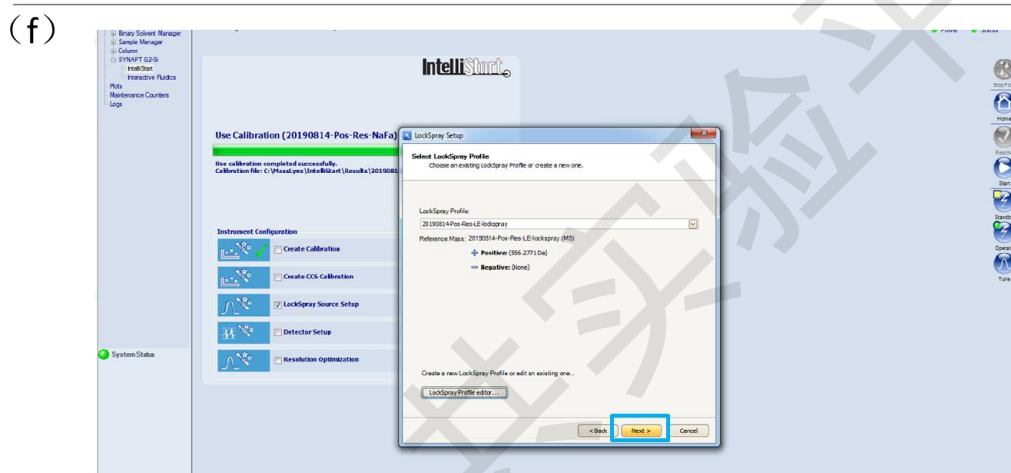 (f)
Binary Solvent Manager
Sample Manager
Column
SYNAPT G2-Si
IntelliStart
Interactive Fluidics
Plots
Maintenance Counters
Logs
Power
Status
IntelliStart
Use Calibration (20190814-Pos-Res-NaFa)
Use calibration completed successfully.
Calibration file: C:\MassLynx\IntelliStart\Results\2019081
Instrument Configuration
Create Calibration
Create CCS Calibration
LockSpray Source Setup
Detector Setup
Resolution Optimization
System Status
LockSpray Setup
Select LockSpray Profile
Choose an existing LockSpray Profile or create a new one.
LockSpray Profile:
20190814-Pos-Res-LE-lockspray
Reference Mass: 20190814-Pos-Res-LE-lockspray (MS)
Positive: (556.2771 Da)
Negative: (None)
Create a new LockSpray Profile or edit an existing one...
LockSpray Profile editor...
< Back
Next >
Cancel
Home
Start
Tune
实验